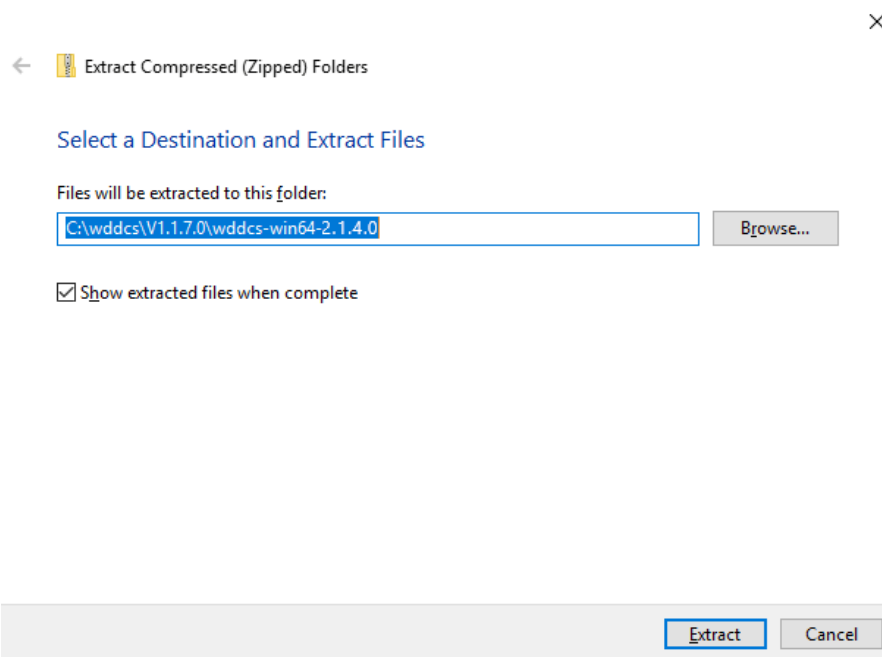 Extract Compressed (Zipped) Folders
Select a Destination and Extract Files
Files will be extracted to this folder:
C:\wddcs\V1.1.7.0\wddcs-win64-2.1.4.0
Browse...
Show extracted files when complete
Extract
Cancel